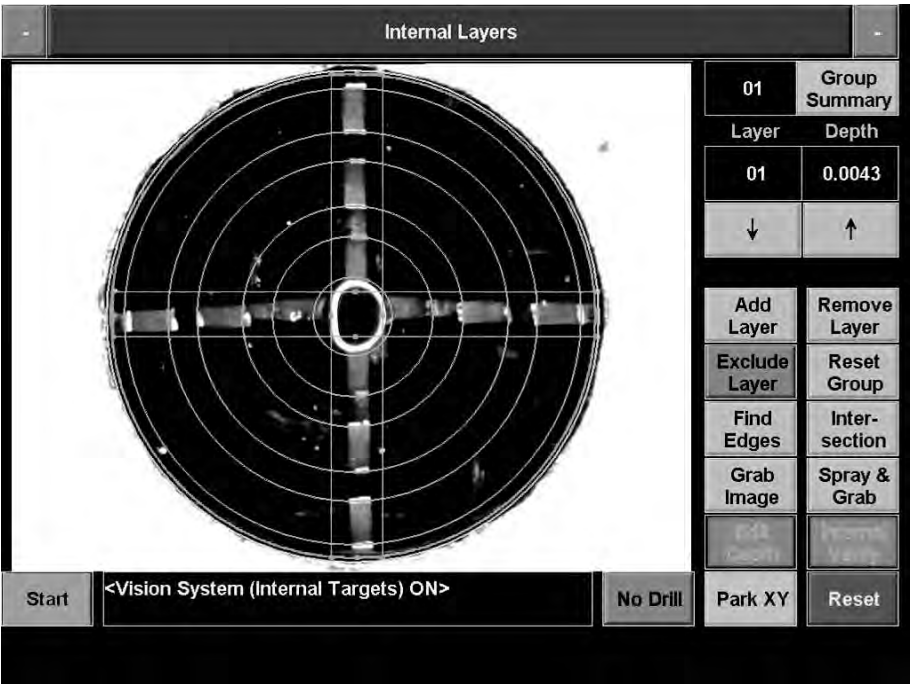 - Internal Layers -
01 Group
Summary
Layer Depth
01 0.0043
↓ ↑
Add
Layer
Remove
Layer
Exclude
Layer
Reset
Group
Find
Edges
Inter-
section
Grab
Image
Spray &
Grab
Start
<Vision System (Internal Targets) ON>
No Drill
Park XY
Reset